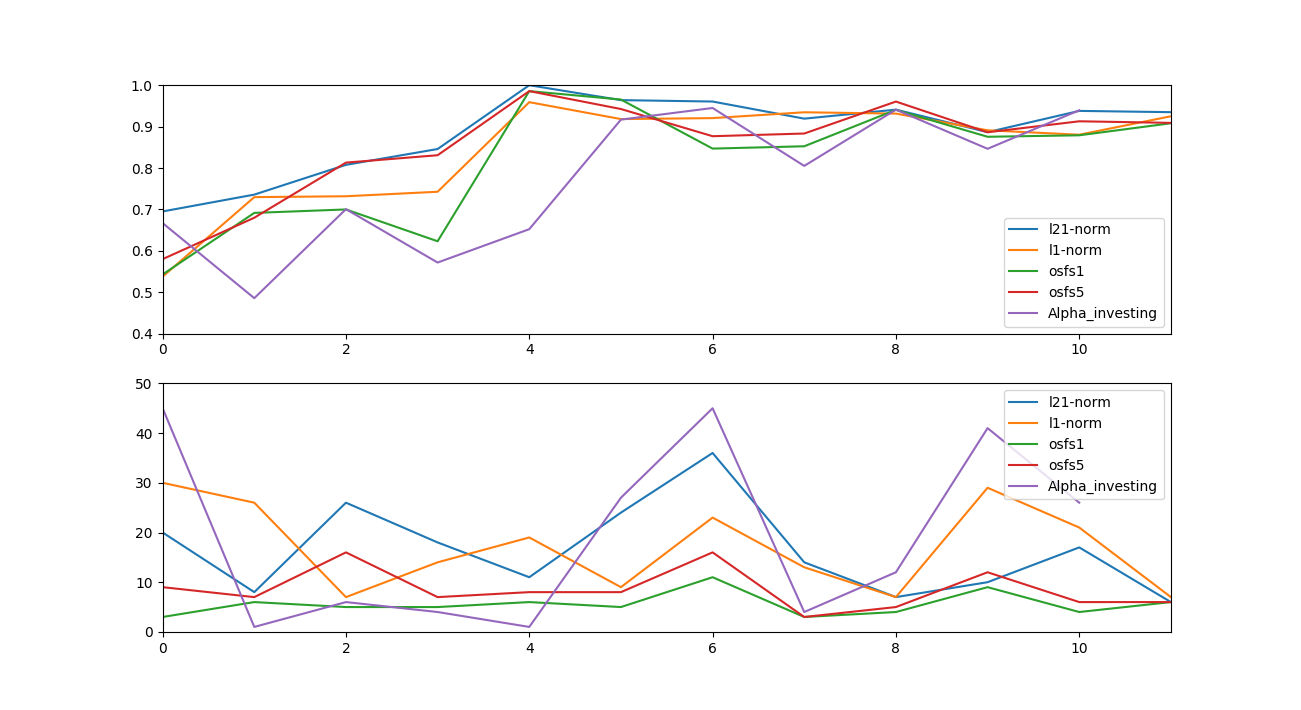 1.0
0.9
0.8
0.7
0.6
0.5
0.4
0 2 4 6 8 10
l21-norm
l1-norm
osfs1
osfs5
Alpha_investing
50
40
30
20
10
0
0 2 4 6 8 10
l21-norm
l1-norm
osfs1
osfs5
Alpha_investing